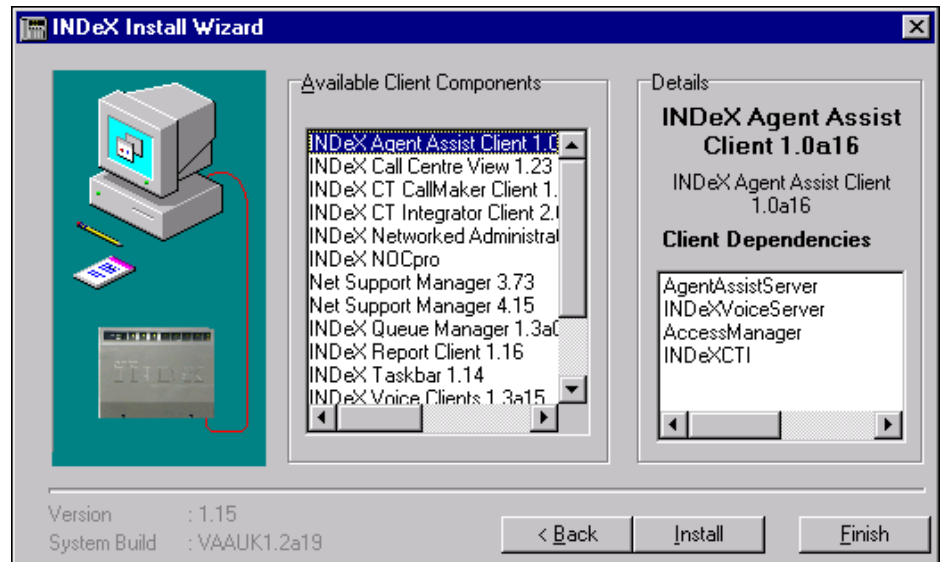 INDeX Install Wizard
Available Client Components
INDeX Agent Assist Client 1.0
INDeX Call Centre View 1.23
INDeX CT CallMaker Client 1.
INDeX CT Integrator Client 2.
INDeX Networked Administra
INDeX NOCpro
Net Support Manager 3.73
Net Support Manager 4.15
INDeX Queue Manager 1.3a
INDeX Report Client 1.16
INDeX Taskbar 1.14
INDeX Voice Clients 1.3a15
Details
INDeX Agent Assist
Client 1.0a16
INDeX Agent Assist Client
1.0a16
Client Dependencies
AgentAssistServer
INDeXVoiceServer
AccessManager
INDeXCTI
INDeX
Version : 1.15
System Build : VAAUK1.2a19
< Back
Install
Finish